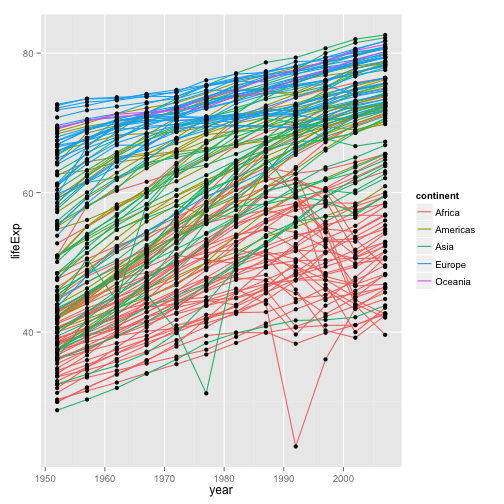 80
60
40
lifeExp
1950
1960
1970
1980
1990
2000
year
continent
Africa
Americas
Asia
Europe
Oceania